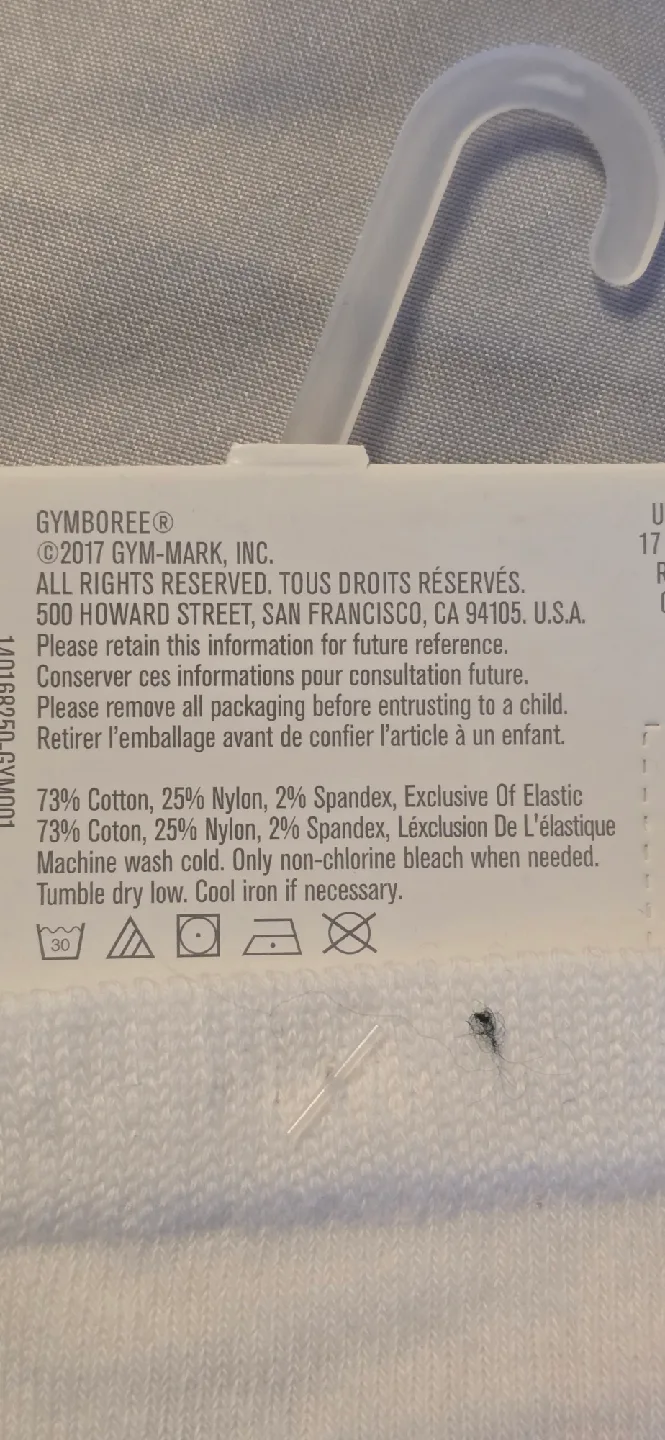 GYMBOREE®
©2017 GYM-MARK, INC.
ALL RIGHTS RESERVED. TOUS DROITS RÉSERVÉS.
500 HOWARD STREET, SAN FRANCISCO, CA 94105. U.S.A.
Please retain this information for future reference.
Conserver ces informations pour consultation future.
Please remove all packaging before entrusting to a child.
Retirer l'emballage avant de confier l'article à un enfant.
73% Cotton, 25% Nylon, 2% Spandex, Exclusive Of Elastic
73% Coton, 25% Nylon, 2% Spandex, Léxclusion De L'élastique
Machine wash cold. Only non-chlorine bleach when needed.
Tumble dry low. Cool iron if necessary.
30
140168250-GYM001
17